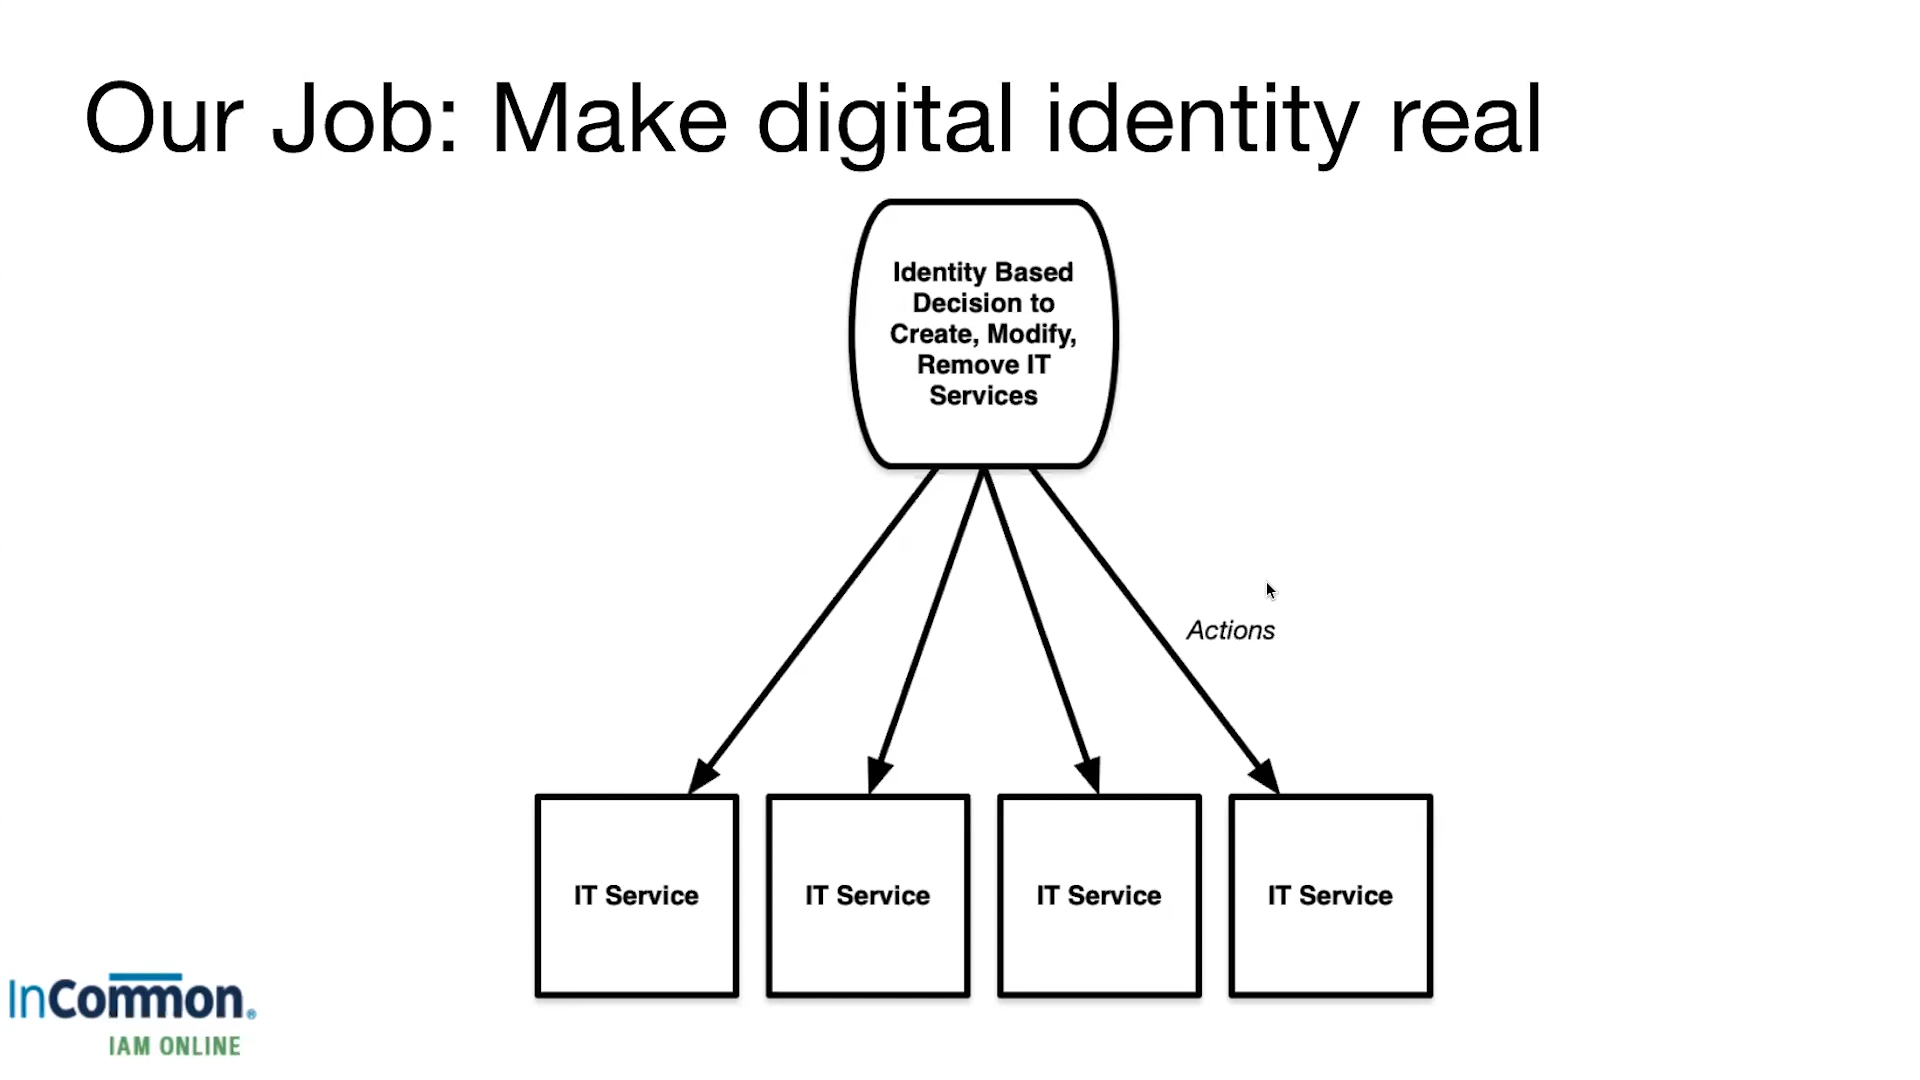 Our Job: Make digital identity real
Identity Based
Decision to
Create, Modify,
Remove IT
Services
Actions
IT Service
IT Service
IT Service
IT Service
InCommon®
IAM ONLINE